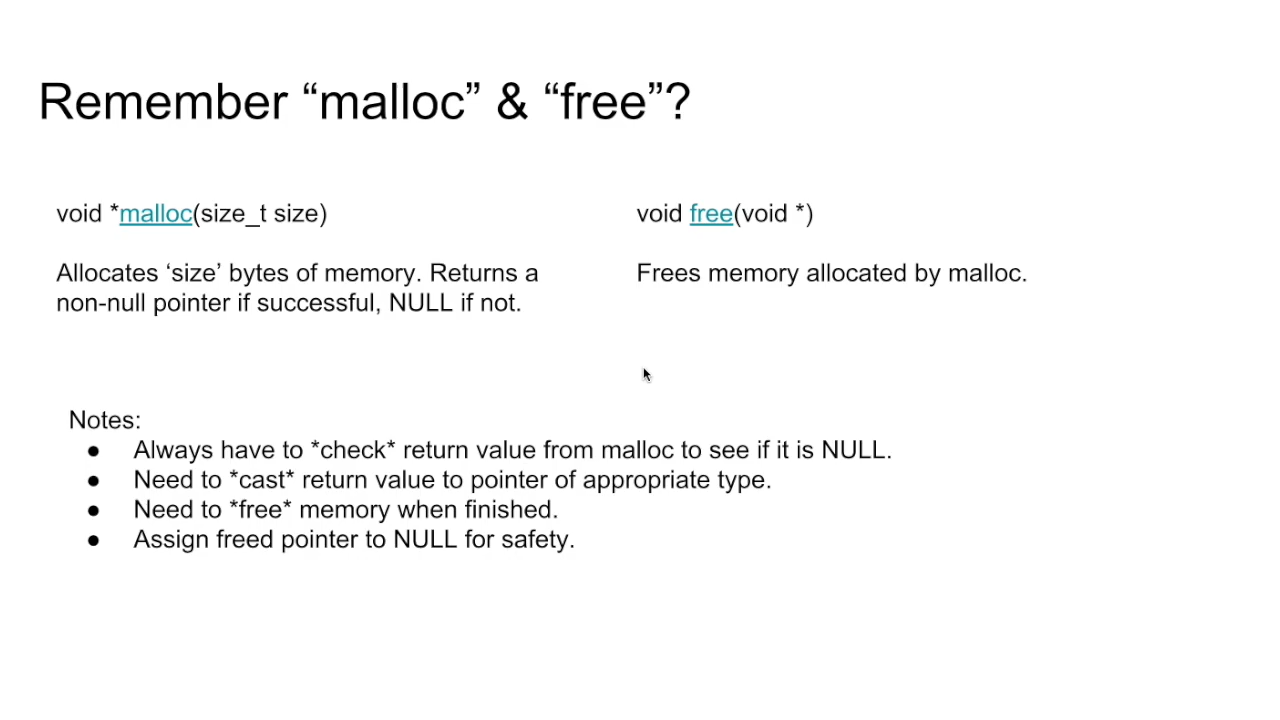 Remember “malloc” & “free”?
void *malloc(size_t size)
Allocates ‘size’ bytes of memory. Returns a
non-null pointer if successful, NULL if not.
void free(void *)
Frees memory allocated by malloc.
Notes:
● Always have to *check* return value from malloc to see if it is NULL.
● Need to *cast* return value to pointer of appropriate type.
● Need to *free* memory when finished.
● Assign freed pointer to NULL for safety.